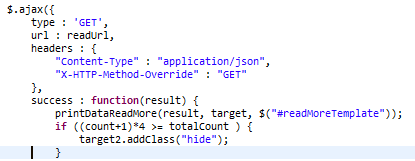 $.ajax({
type : 'GET',
url : readUrl,
headers : {
"Content-Type" : "application/json",
"X-HTTP-Method-Override" : "GET"
},
success : function(result) {
printDataReadMore(result, target, $("#readMoreTemplate"));
if ((count+1)*4 >= totalCount ) {
target2.addClass("hide");
}